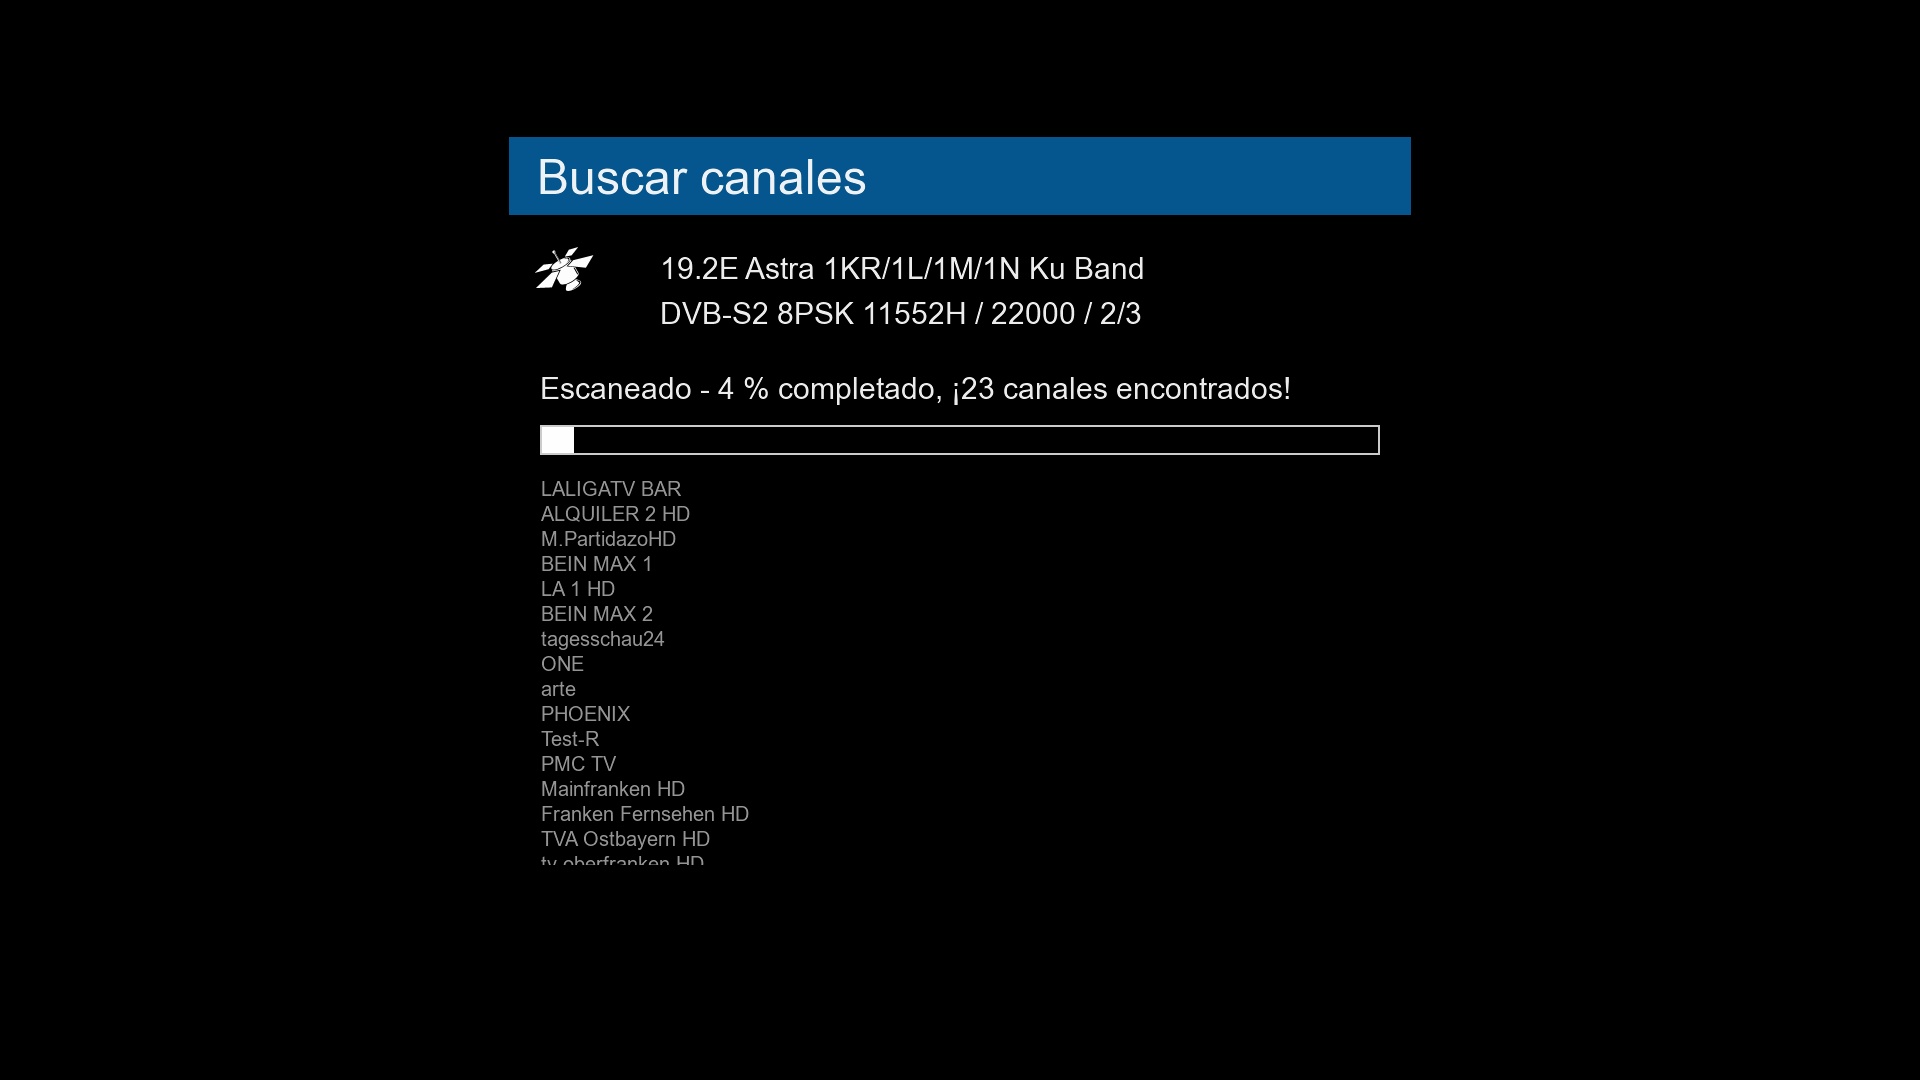 Buscar canales
19.2E Astra 1KR/1L/1M/1N Ku Band
DVB-S2 8PSK 11552H / 22000 / 2/3
Escaneado - 4 % completado, ¡23 canales encontrados!
LALIGATV BAR
ALQUILER 2 HD
M.PartidazoHD
BEIN MAX 1
LA 1 HD
BEIN MAX 2
tagesschau24
ONE
arte
PHOENIX
Test-R
PMC TV
Mainfranken HD
Franken Fernsehen HD
TVA Ostbayern HD
tv oberfranken HD